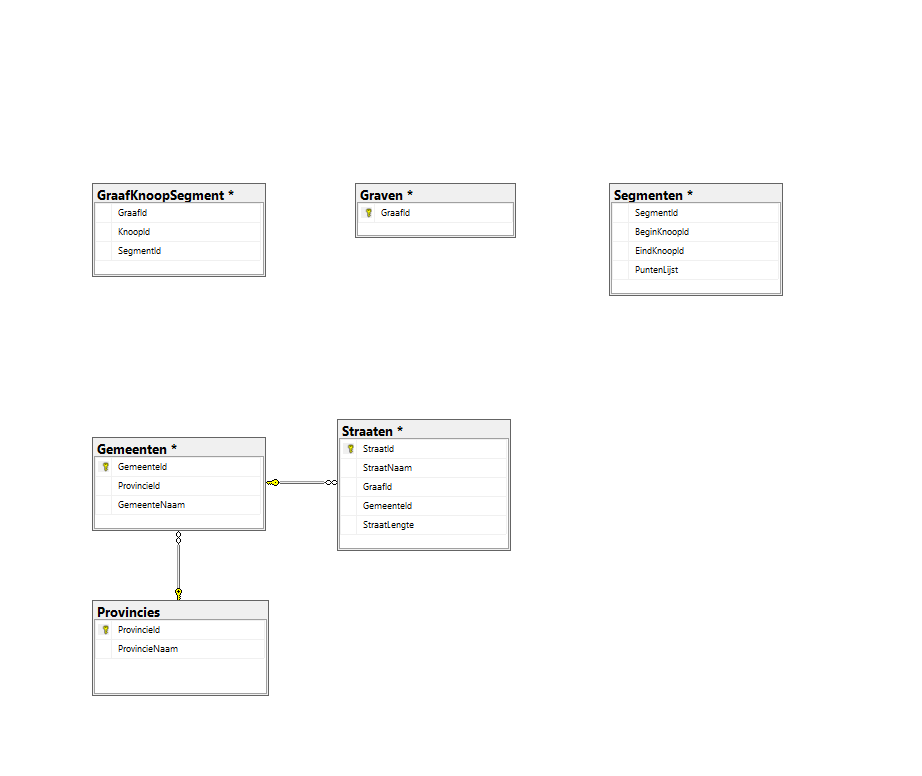 GraafKnoopSegment *
GraafId
KnoopId
SegmentId
Graven *
GraafId
Segmenten *
SegmentId
BeginKnoopId
EindKnoopId
PuntenLijst
Gemeenten *
GemeenteId
ProvincieId
GemeenteNaam
Straaten *
StraatId
StraatNaam
GraafId
GemeenteId
StraatLengte
Provincies
ProvincieId
ProvincieNaam